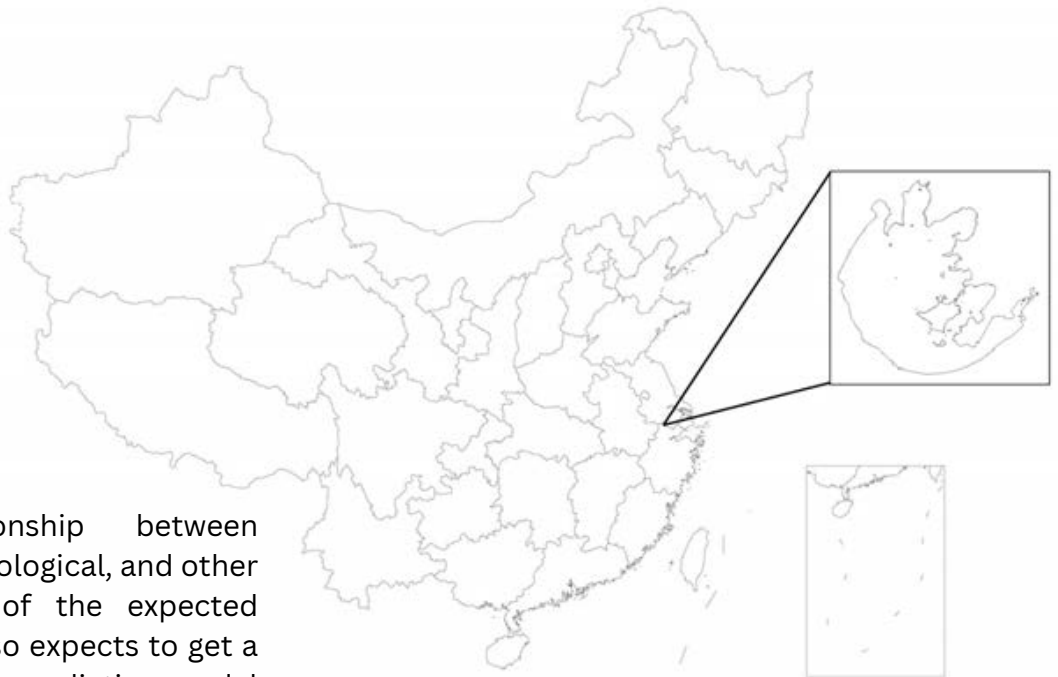 onship between
ological, and other
of the expected
so expects to get a